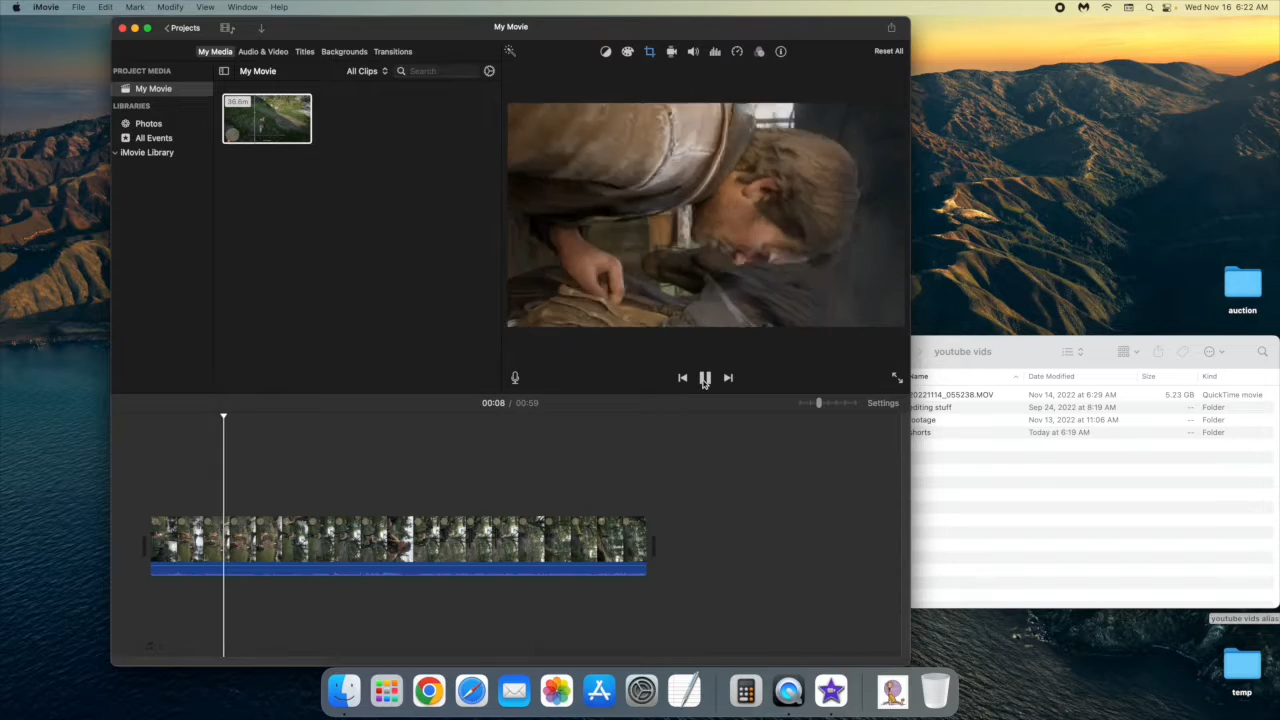 iMovie File Edit Mark Modify View Window Help
Wed Nov 16 6:22 AM
Projects
My Movie
My Media Audio & Video Titles Backgrounds Transitions
Reset All
PROJECT MEDIA
My Movie
All Clips
Search
My Movie
36.6m
LIBRARIES
Photos
All Events
iMovie Library
auction
youtube vids
Name Date Modified Size Kind
20221114_055238.MOV Nov 14, 2022 at 6:29 AM 5.23 GB QuickTime movie
editing stuff Sep 24, 2022 at 8:19 AM -- Folder
footage Nov 13, 2022 at 11:06 AM -- Folder
shorts Today at 6:19 AM -- Folder
00:08 / 00:59
Settings
youtube vids alias
temp